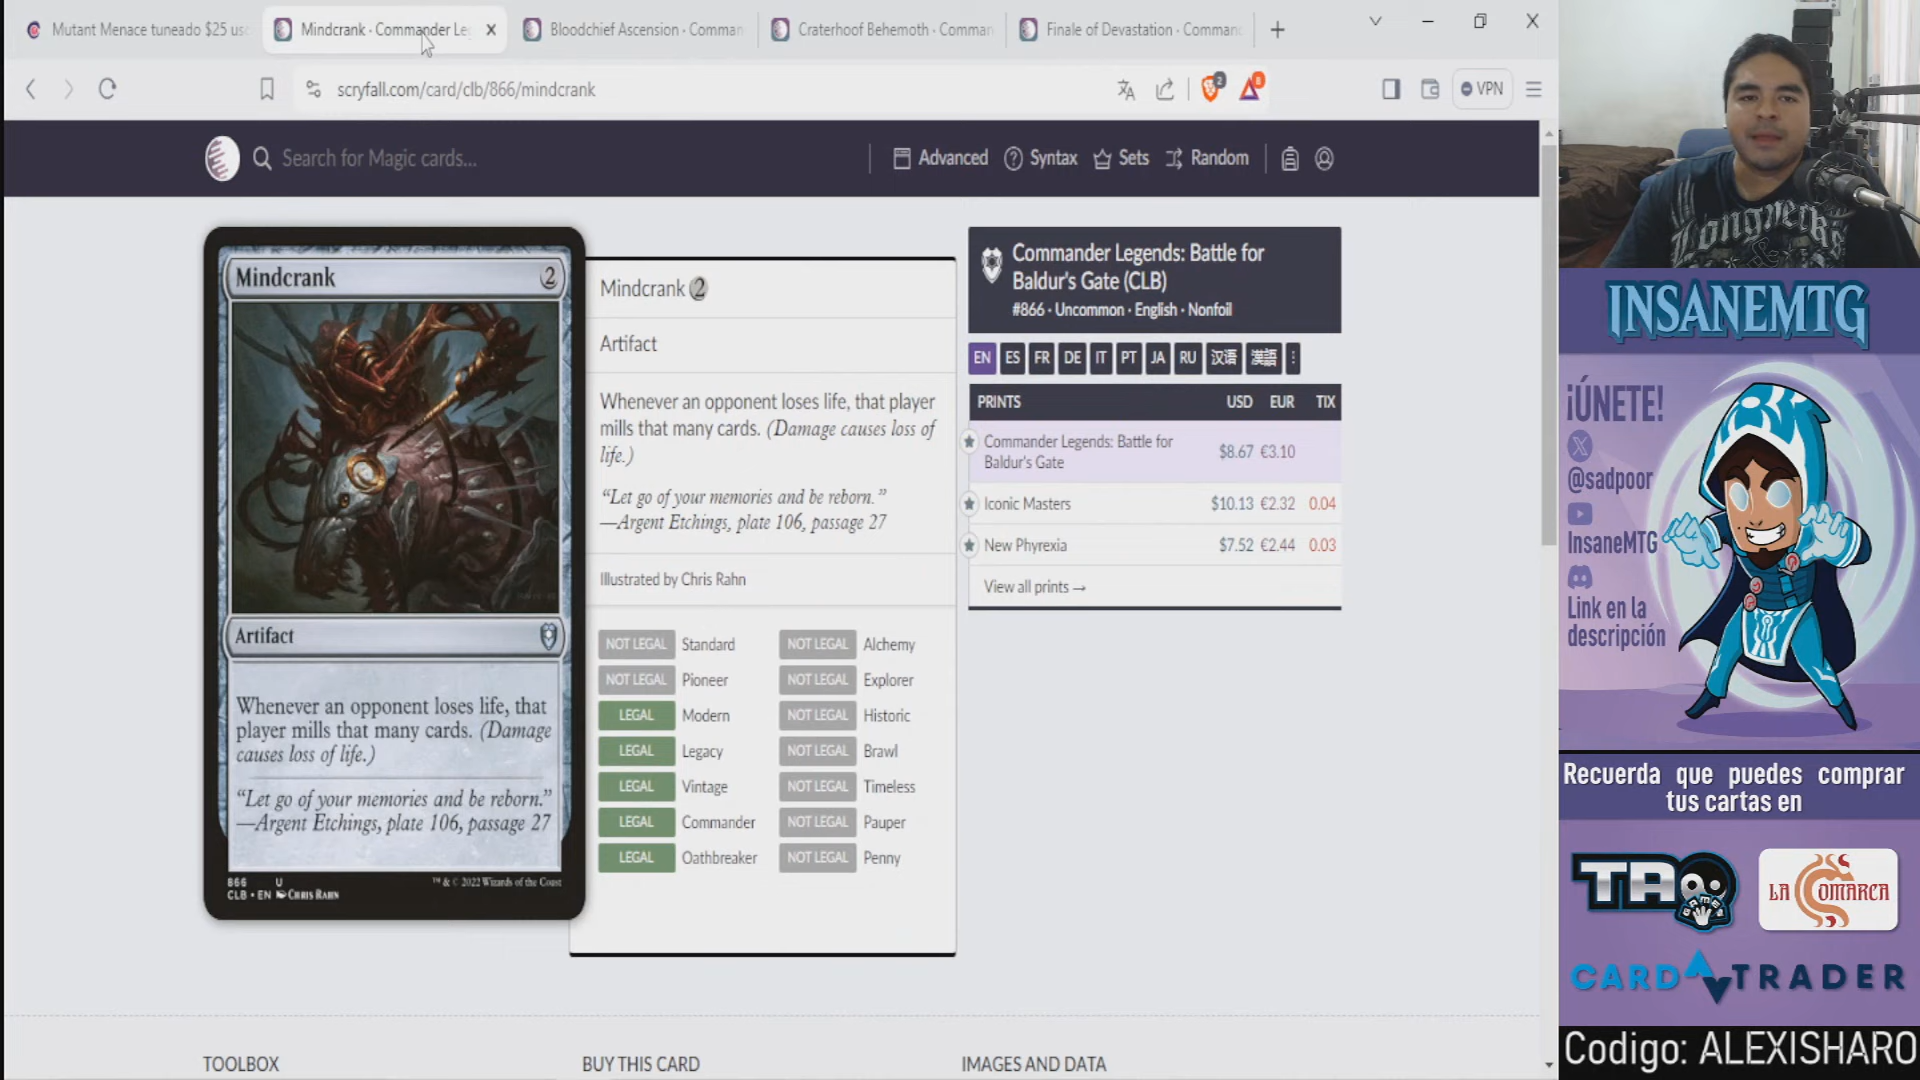 Mutant Menace tuneado $25 us
Mindcrank · Commander Le
Bloodchief Ascension · Comman
Craterhoof Behemoth · Comman
Finale of Devastation · Comman
scryfall.com/card/clb/866/mindcrank
2
8
VPN
Search for Magic cards...
Advanced
Syntax
Sets
Random
Mindcrank 2
Artifact
Whenever an opponent loses life, that
player mills that many cards. (Damage
causes loss of life.)
“Let go of your memories and be reborn.”
—Argent Etchings, plate 106, passage 27
866 U
CLB • EN Chris Rahn
™ & © 2022 Wizards of the Coast
Mindcrank 2
Artifact
Whenever an opponent loses life, that player
mills that many cards. (Damage causes loss of
life.)
“Let go of your memories and be reborn.”
—Argent Etchings, plate 106, passage 27
Illustrated by Chris Rahn
NOT LEGAL Standard NOT LEGAL Alchemy
NOT LEGAL Pioneer NOT LEGAL Explorer
LEGAL Modern NOT LEGAL Historic
LEGAL Legacy NOT LEGAL Brawl
LEGAL Vintage NOT LEGAL Timeless
LEGAL Commander NOT LEGAL Pauper
LEGAL Oathbreaker NOT LEGAL Penny
Commander Legends: Battle for
Baldur's Gate (CLB)
#866 · Uncommon · English · Nonfoil
EN ES FR DE IT PT JA RU 汉语 漢語
PRINTS USD EUR TIX
Commander Legends: Battle for
Baldur's Gate $8.67 €3.10
Iconic Masters $10.13 €2.32 0.04
New Phyrexia $7.52 €2.44 0.03
View all prints →
TOOLBOX
BUY THIS CARD
IMAGES AND DATA
INSANEMTG
¡ÚNETE!
@sadpoor
InsaneMTG
Link en la
descripción
Recuerda que puedes comprar
tus cartas en
TAO
GAMES
LA COMARCA
CARDTRADER
Codigo: ALEXISHARO